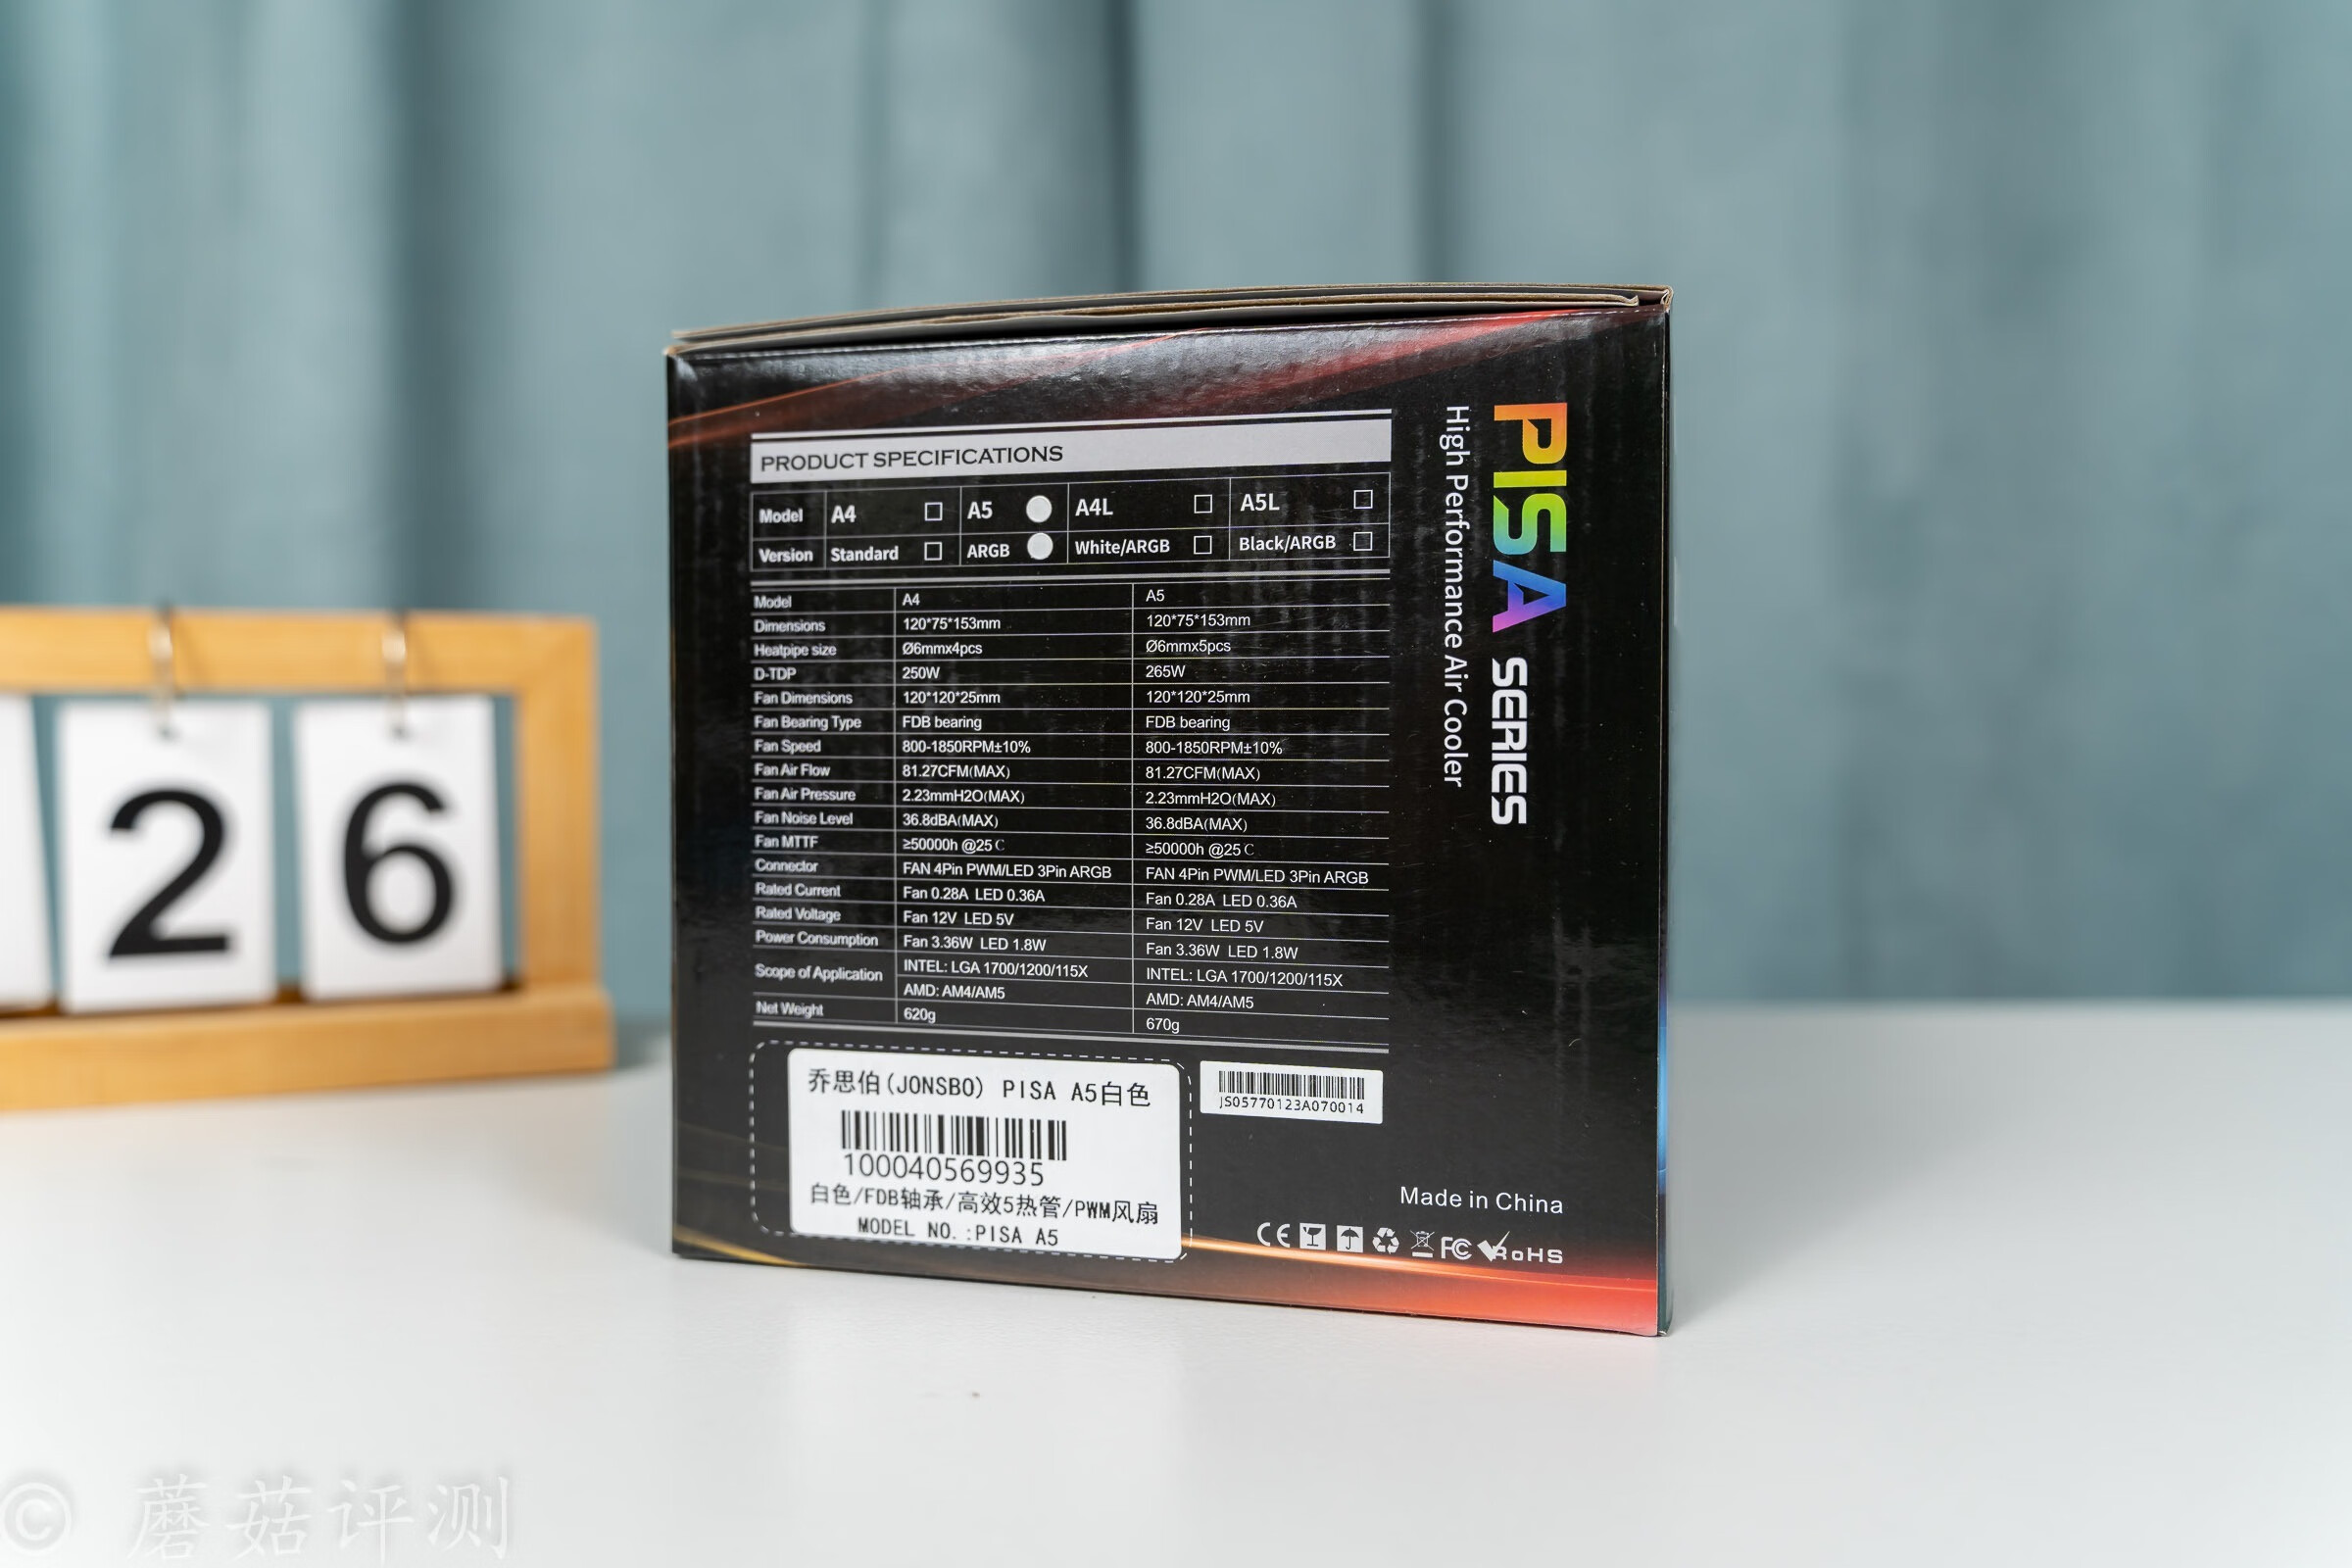 PRODUCT SPECIFICATIONS
Model A4 A5 A4L A5L
Version Standard ARGB White/ARGB Black/ARGB
Model A4 A5
Dimensions 120*75*153mm 120*75*153mm
Heatpipe size Ø6mmx4pcs Ø6mmx5pcs
D-TDP 250W 265W
Fan Dimensions 120*120*25mm 120*120*25mm
Fan Bearing Type FDB bearing FDB bearing
Fan Speed 800-1850RPM±10% 800-1850RPM±10%
Fan Air Flow 81.27CFM(MAX) 81.27CFM(MAX)
Fan Air Pressure 2.23mmH2O(MAX) 2.23mmH2O(MAX)
Fan Noise Level 36.8dBA(MAX) 36.8dBA(MAX)
Fan MTTF ≥50000h @25℃ ≥50000h @25℃
Connector FAN 4Pin PWM/LED 3Pin ARGB FAN 4Pin PWM/LED 3Pin ARGB
Rated Current Fan 0.28A LED 0.36A Fan 0.28A LED 0.36A
Rated Voltage Fan 12V LED 5V Fan 12V LED 5V
Power Consumption Fan 3.36W LED 1.8W Fan 3.36W LED 1.8W
Scope of Application INTEL: LGA 1700/1200/115X INTEL: LGA 1700/1200/115X
AMD: AM4/AM5 AMD: AM4/AM5
Net Weight 620g 670g
PISA SERIES
High Performance Air Cooler
乔思伯(JONSBO) PISA A5白色
100040569935
白色/FDB轴承/高效5热管/PWM风扇
MODEL NO.:PISA A5
JS05770123A070014
Made in China
CE FC RoHS
2 6
© 蘑菇评测